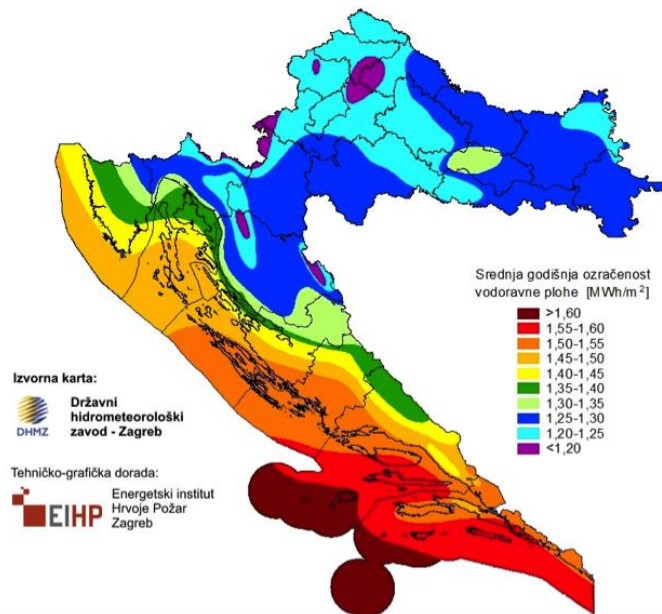 Srednja godišnja ozračenost
vodoravne plohe [MWh/m²]
>1,60
1,55-1,60
1,50-1,55
1,45-1,50
1,40-1,45
1,35-1,40
1,30-1,35
1,25-1,30
1,20-1,25
<1,20
Izvorna karta:
DHMZ
Državni
hidrometeorološki
zavod - Zagreb
Tehničko-grafička dorada:
EIHP
Energetski institut
Hrvoje Požar
Zagreb